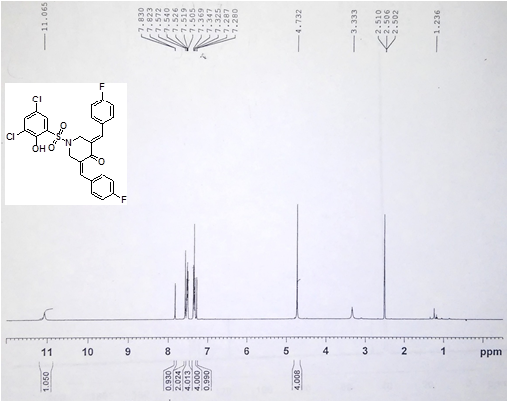 11.065
7.830
7.823
7.572
7.540
7.526
7.519
7.505
7.369
7.347
7.325
7.287
7.280
4.732
3.333
2.510
2.506
2.502
1.236
F
Cl
Cl
OH
O
S
O
N
O
F
11 10 9 8 7 6 5 4 3 2 1 ppm
1.050
0.930
2.024
4.013
4.000
0.990
4.008